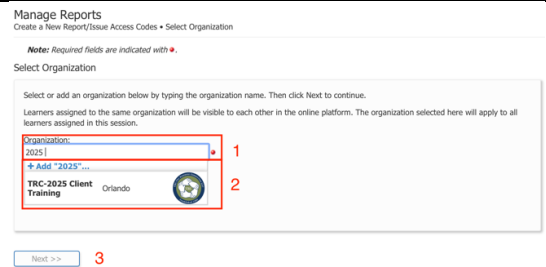 Manage Reports
Create a New Report/Issue Access Codes • Select Organization
Note: Required fields are indicated with •.
Select Organization
Select or add an organization below by typing the organization name. Then click Next to continue.
Learners assigned to the same organization will be visible to each other in the online platform. The organization selected here will apply to all
learners assigned in this session.
Organization:
2025
1
+ Add "2025"...
TRC-2025 Client
Training
Orlando
2
Next >>
3